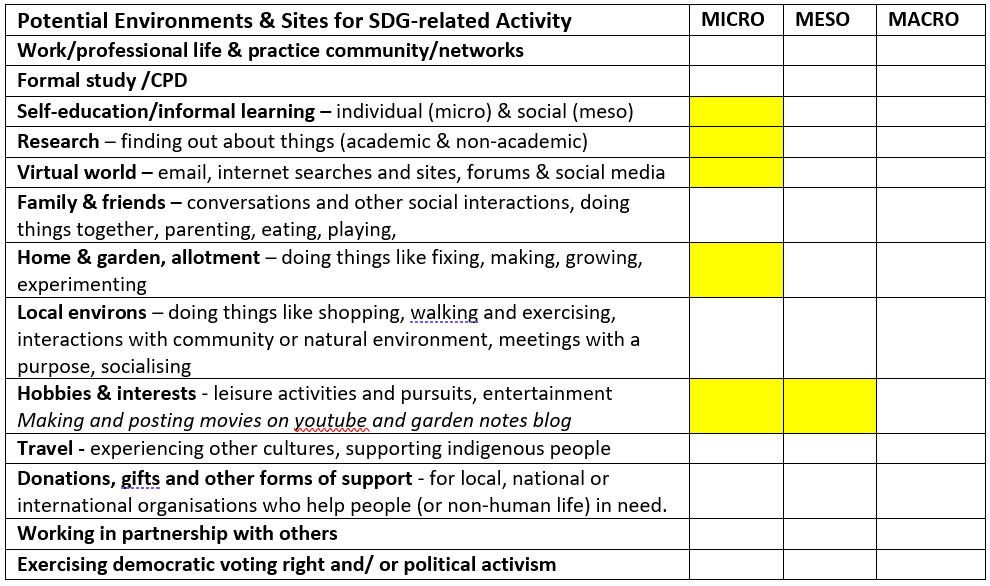 Potential Environments & Sites for SDG-related Activity MICRO MESO MACRO
Work/professional life & practice community/networks
Formal study /CPD
Self-education/informal learning – individual (micro) & social (meso)
Research – finding out about things (academic & non-academic)
Virtual world – email, internet searches and sites, forums & social media
Family & friends – conversations and other social interactions, doing
things together, parenting, eating, playing,
Home & garden, allotment – doing things like fixing, making, growing,
experimenting
Local environs – doing things like shopping, walking and exercising,
interactions with community or natural environment, meetings with a
purpose, socialising
Hobbies & interests - leisure activities and pursuits, entertainment
Making and posting movies on youtube and garden notes blog
Travel - experiencing other cultures, supporting indigenous people
Donations, gifts and other forms of support - for local, national or
international organisations who help people (or non-human life) in need.
Working in partnership with others
Exercising democratic voting right and/ or political activism